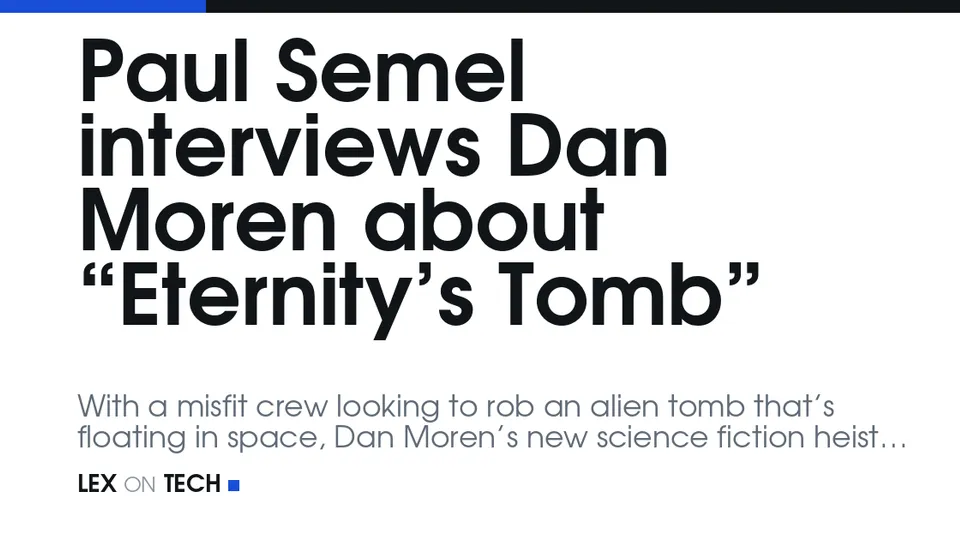 Paul Semel
interviews Dan
Moren about
“Eternity’s Tomb”
With a misfit crew looking to rob an alien tomb that’s
floating in space, Dan Moren’s new science fiction heist…
LEX ON TECH